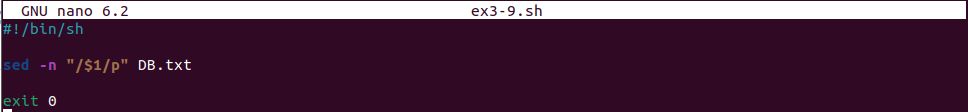 GNU nano 6.2 ex3-9.sh
#!/bin/sh
sed -n "/$1/p" DB.txt
exit 0